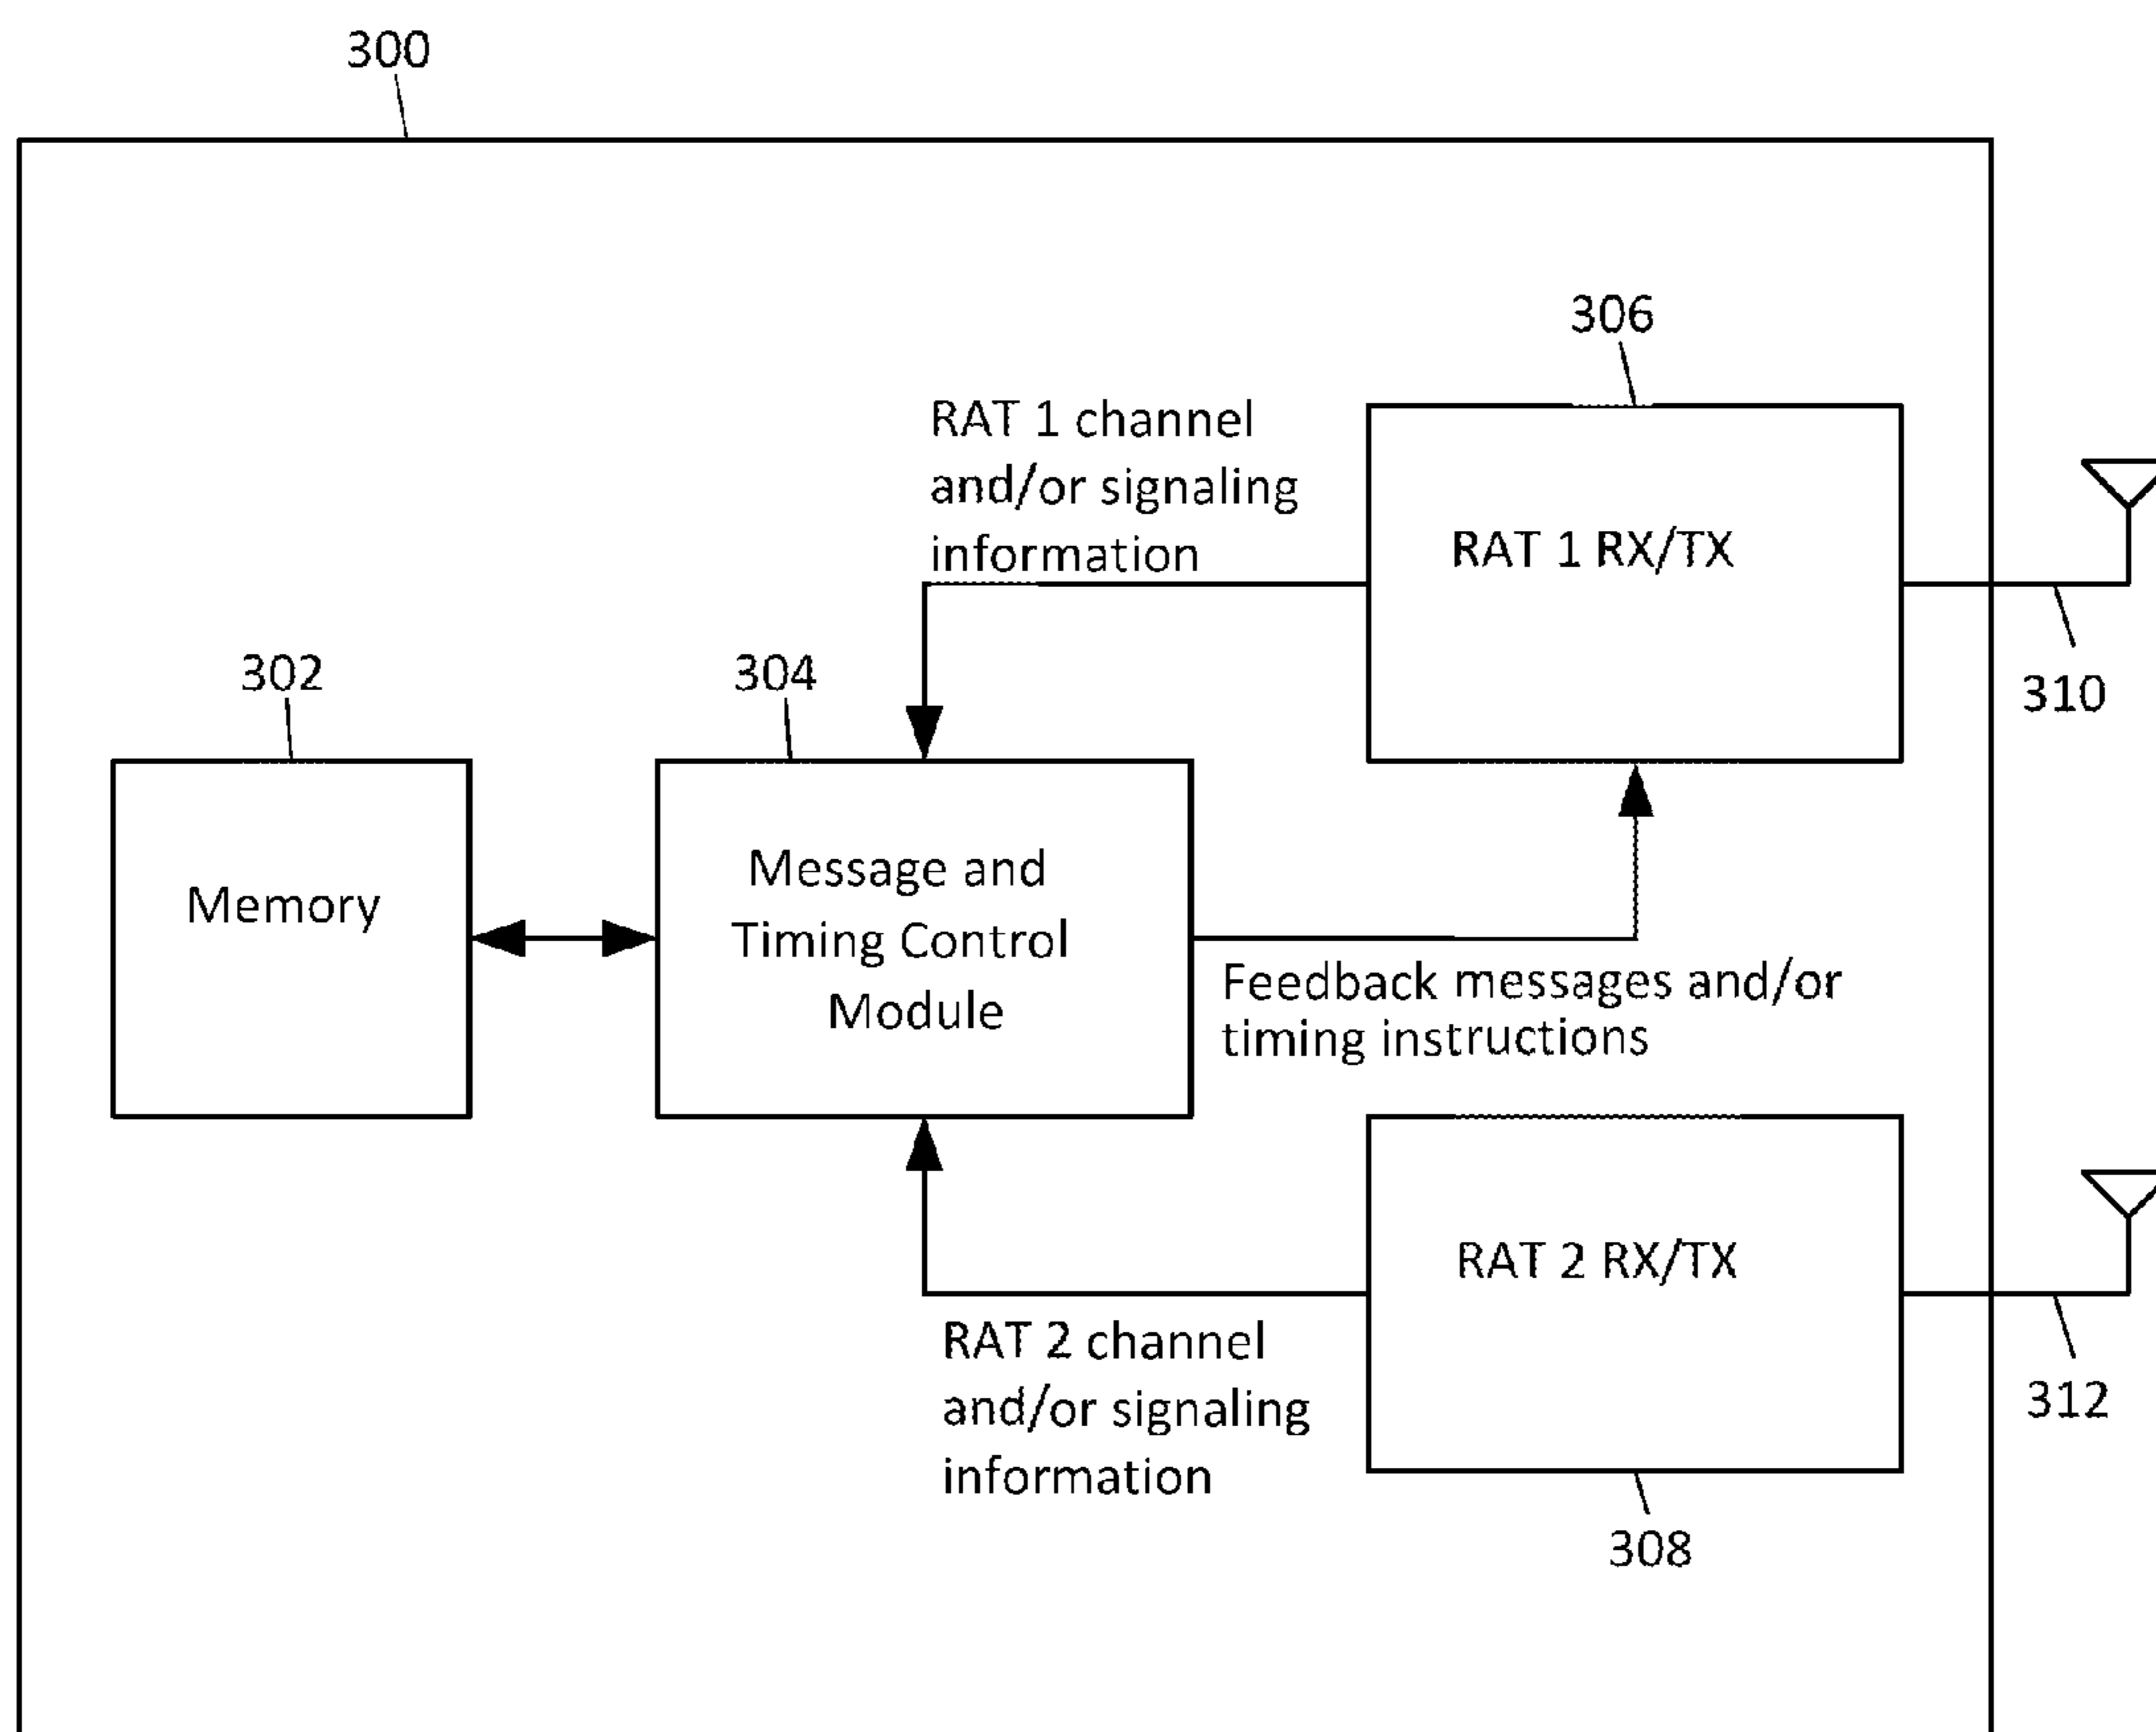 300
306
RAT 1 channel
and/or signaling
information
RAT 1 RX/TX
302
304
310
Memory
Message and
Timing Control
Module
Feedback messages and/or
timing instructions
RAT 2 RX/TX
RAT 2 channel
and/or signaling
information
312
308